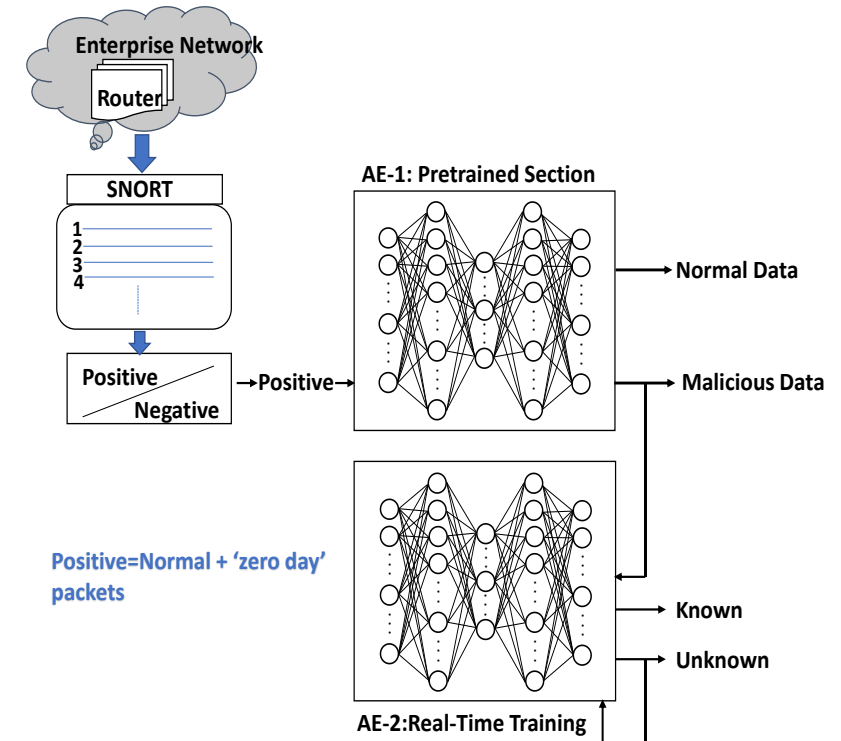 Enterprise Network
Router
SNORT
1
2
3
4
Positive
Negative
Positive
AE-1: Pretrained Section
Normal Data
Malicious Data
Positive=Normal + ‘zero day’
packets
Known
Unknown
AE-2:Real-Time Training